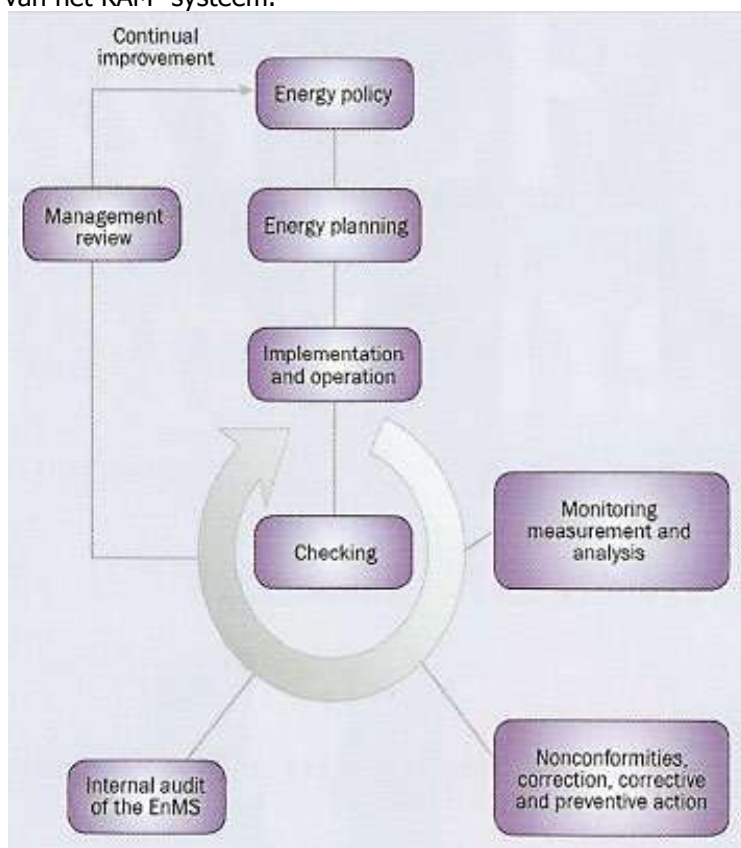 van het KAM- systeem.
Continual
improvement
Energy policy
Management
review
Energy planning
Implementation
and operation
Checking
Monitoring
measurement and
analysis
Internal audit
of the EnMS
Nonconformities,
correction, corrective
and preventive action